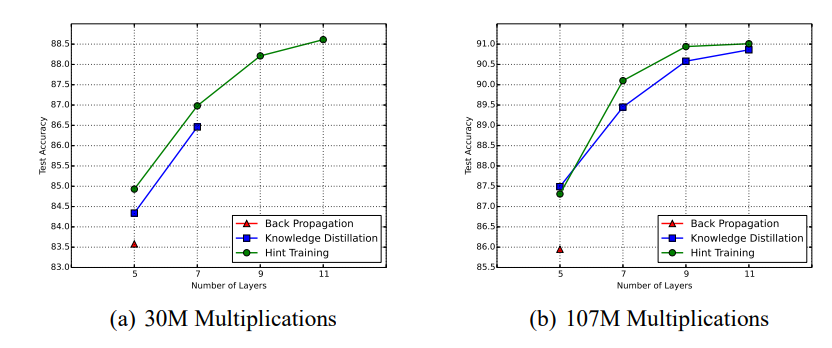 88.5
88.0
87.5
87.0
86.5
86.0
85.5
85.0
84.5
84.0
83.5
83.0
Test Accuracy
5 7 9 11
Number of Layers
Back Propagation
Knowledge Distillation
Hint Training
(a) 30M Multiplications
91.0
90.5
90.0
89.5
89.0
88.5
88.0
87.5
87.0
86.5
86.0
85.5
Test Accuracy
5 7 9 11
Number of Layers
Back Propagation
Knowledge Distillation
Hint Training
(b) 107M Multiplications